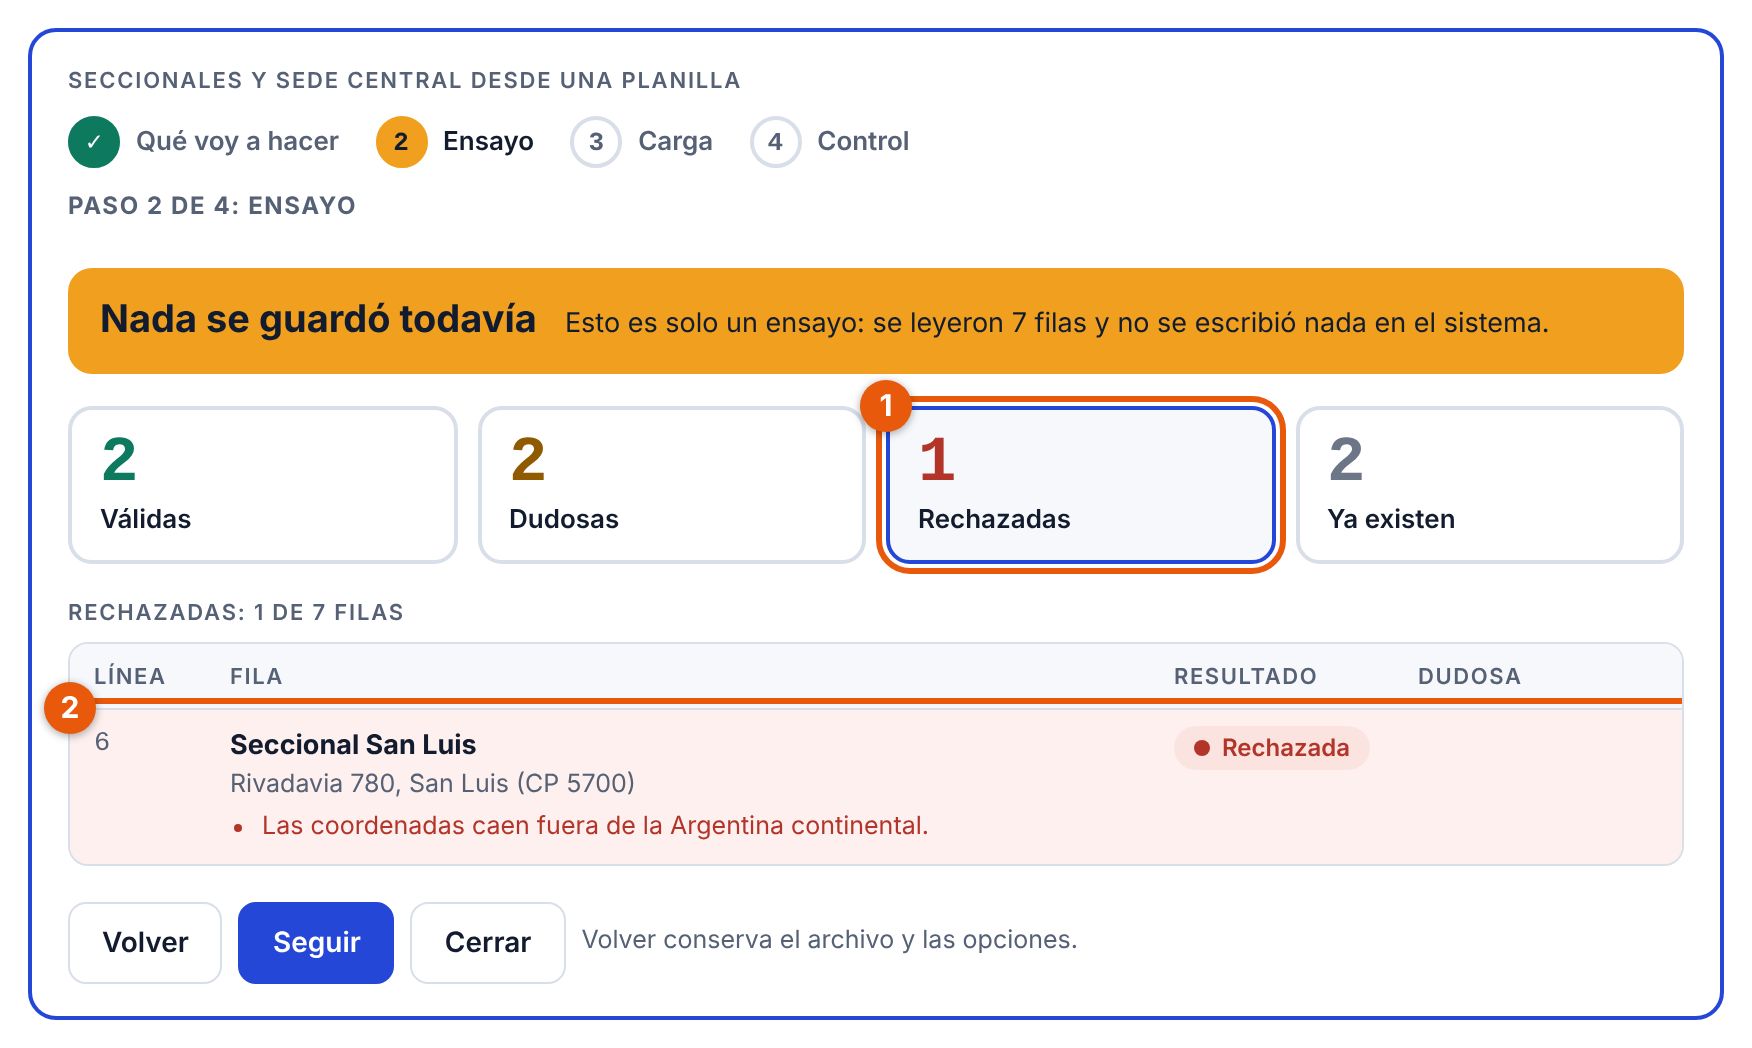 SECCIONALES Y SEDE CENTRAL DESDE UNA PLANILLA
✓ Qué voy a hacer 2 Ensayo 3 Carga 4 Control
PASO 2 DE 4: ENSAYO
Nada se guardó todavía Esto es solo un ensayo: se leyeron 7 filas y no se escribió nada en el sistema.
1
2 2 1 2
Válidas Dudosas Rechazadas Ya existen
RECHAZADAS: 1 DE 7 FILAS
LÍNEA FILA RESULTADO DUDOSA
2
6 Seccional San Luis Rechazada
Rivadavia 780, San Luis (CP 5700)
• Las coordenadas caen fuera de la Argentina continental.
Volver Seguir Cerrar Volver conserva el archivo y las opciones.